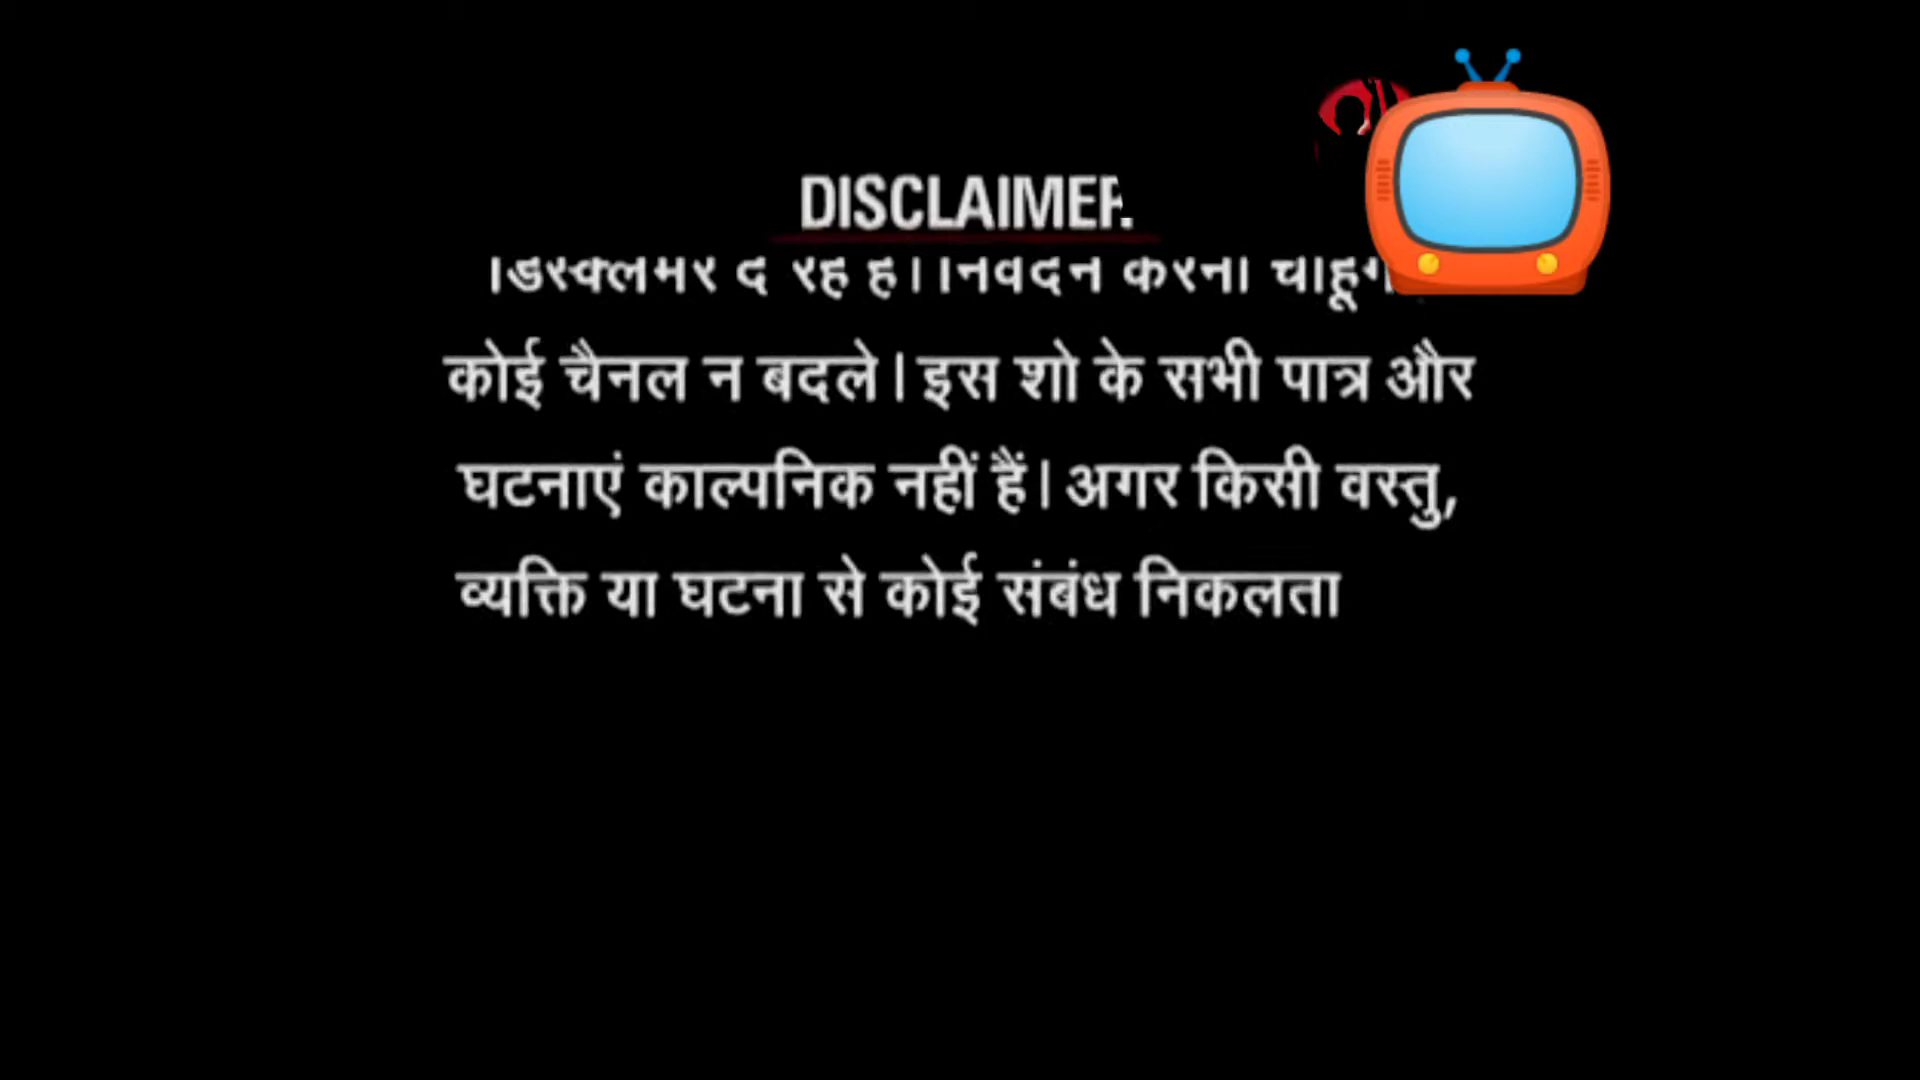 DISCLAIMER
डिस्क्लेमर दे रहे हैं। निवेदन करना
कोई चैनल न बदले। इस शो के सभी पात्र और
घटनाएं काल्पनिक नहीं हैं। अगर किसी वस्तु,
व्यक्ति या घटना से कोई संबंध निकलता